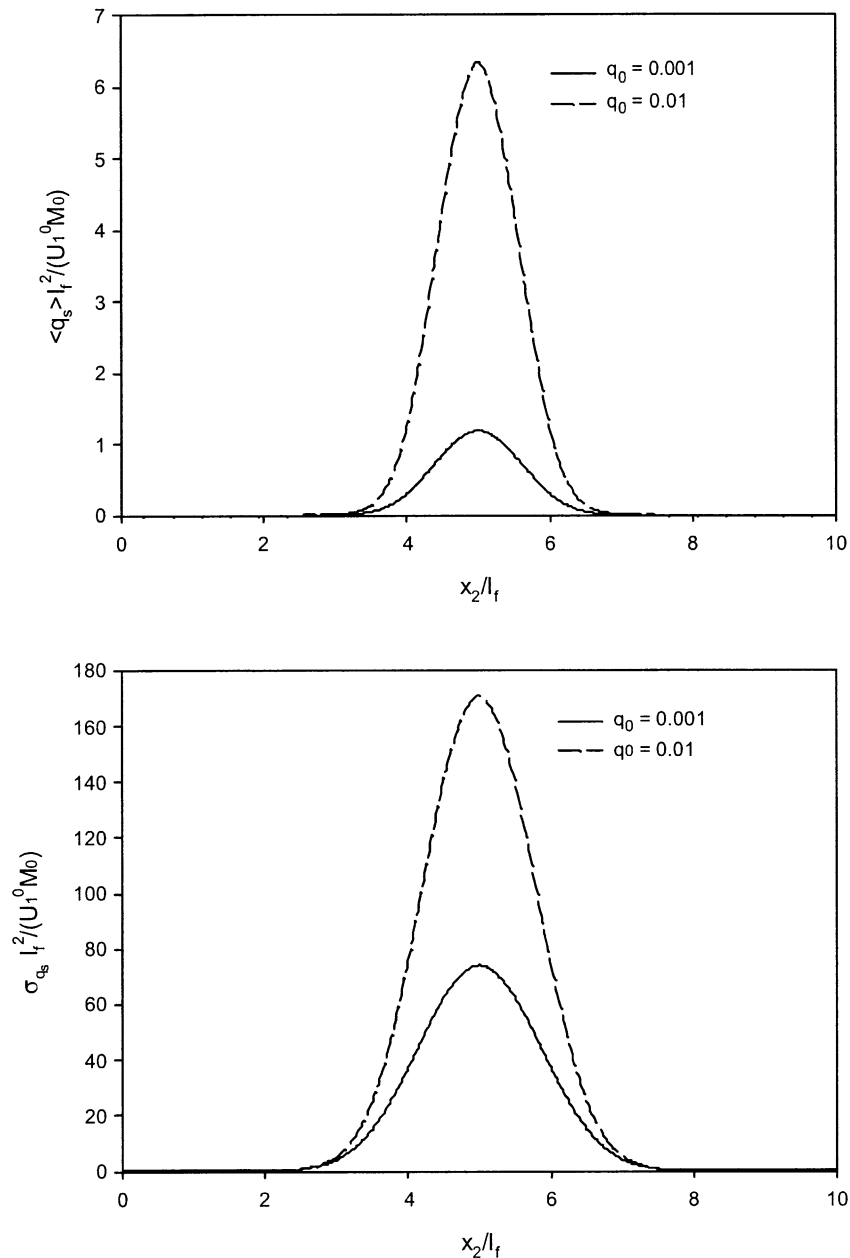 7
6
5
4
3
2
1
0
<q_s> l_f^2/(U_1^0M_0)
q_0 = 0.001
q_0 = 0.01
0 2 4 6 8 10
x_2/l_f
180
160
140
120
100
80
60
40
20
0
σ_q_s l_f^2/(U_1^0M_0)
q_0 = 0.001
q_0 = 0.01
0 2 4 6 8 10
x_2/l_f